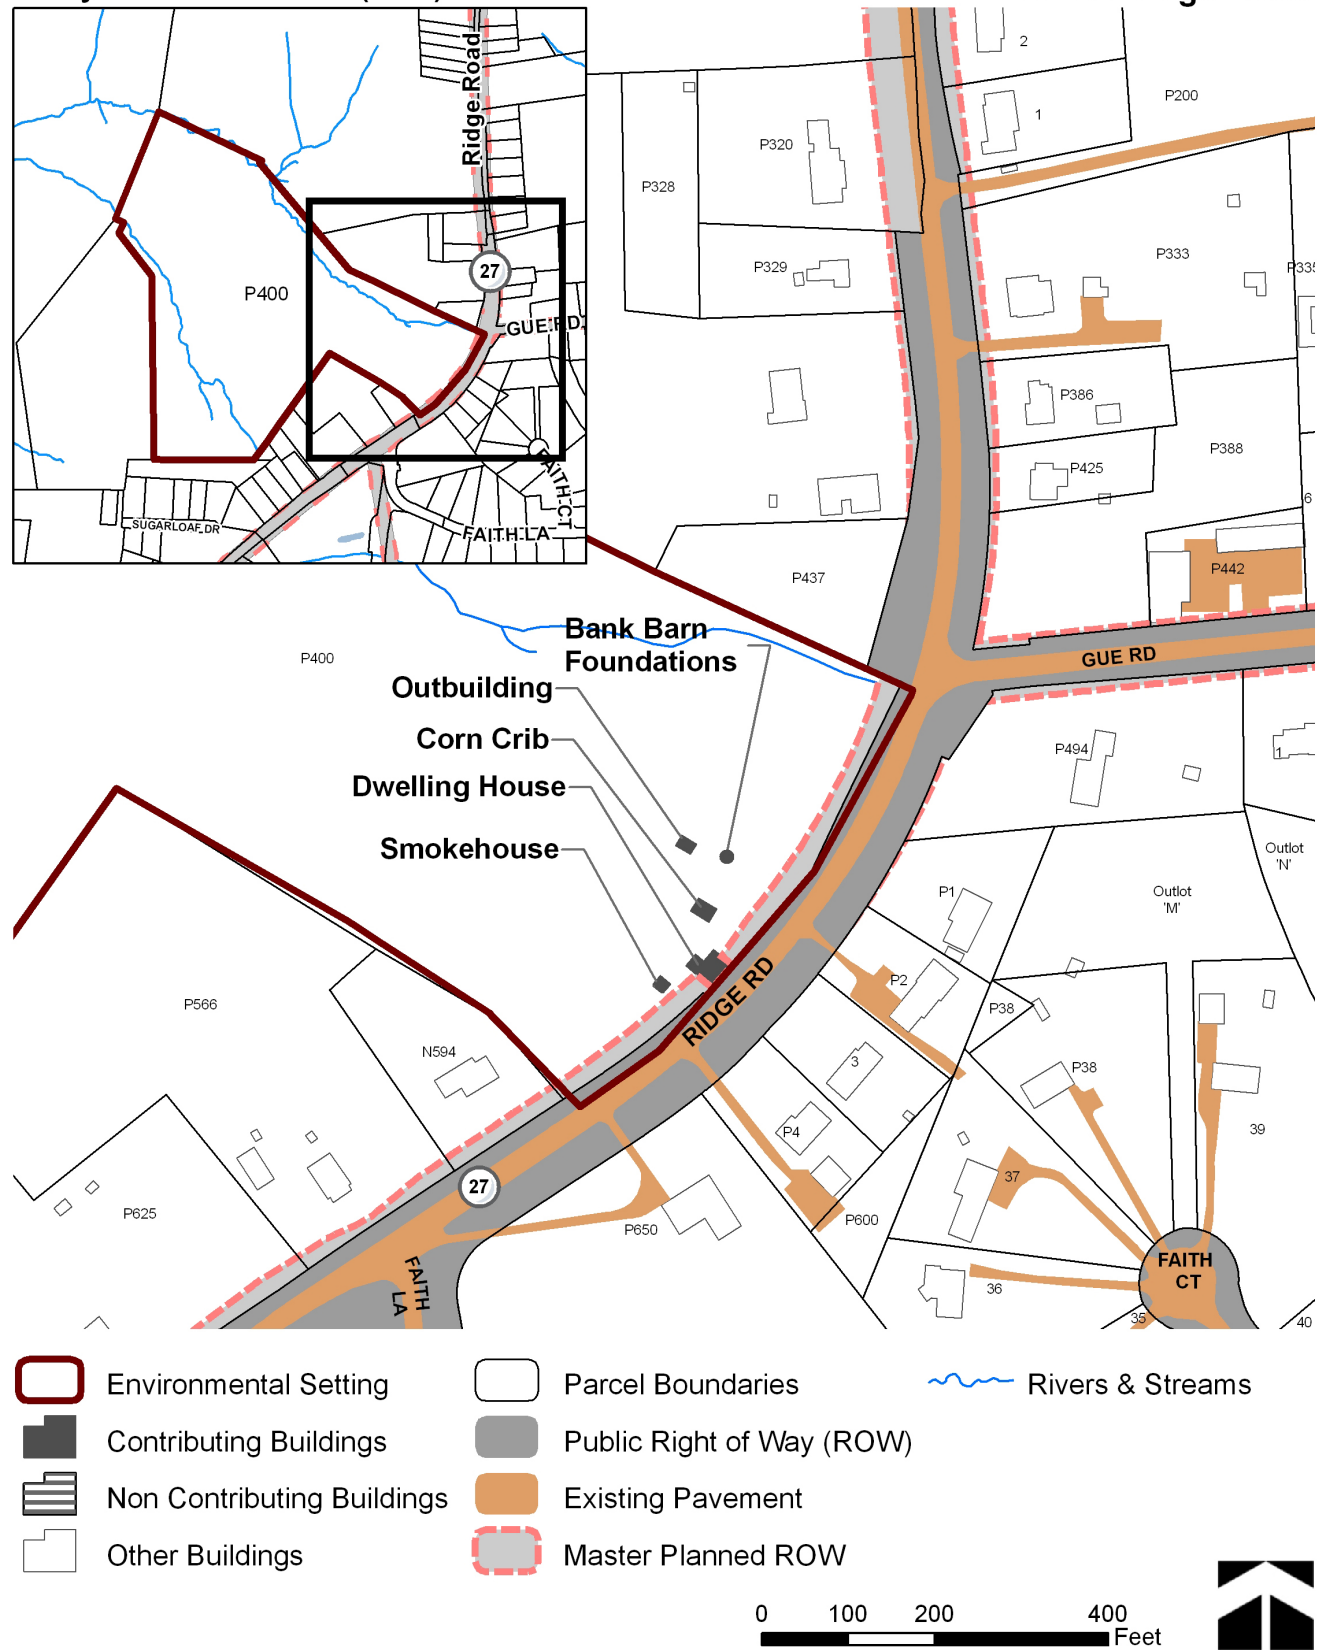 Ridge Road
27
P400
GUE RD
FAITH CT
FAITH LA
SUGARLOAF DR
2
1
P200
P320
P328
P329
P333
P335
P386
P388
P425
6
P442
P437
GUE RD
P400
Bank Barn
Foundations
Outbuilding
Corn Crib
Dwelling House
Smokehouse
P494
1
Outlot
'N'
Outlot
'M'
P1
P2
P38
RIDGE RD
3
P38
P4
39
37
P566
N594
27
P625
P650
P600
FAITH
LA
FAITH
CT
36
35
40
Environmental Setting
Parcel Boundaries
Rivers & Streams
Contributing Buildings
Public Right of Way (ROW)
Non Contributing Buildings
Existing Pavement
Other Buildings
Master Planned ROW
0 100 200 400
Feet